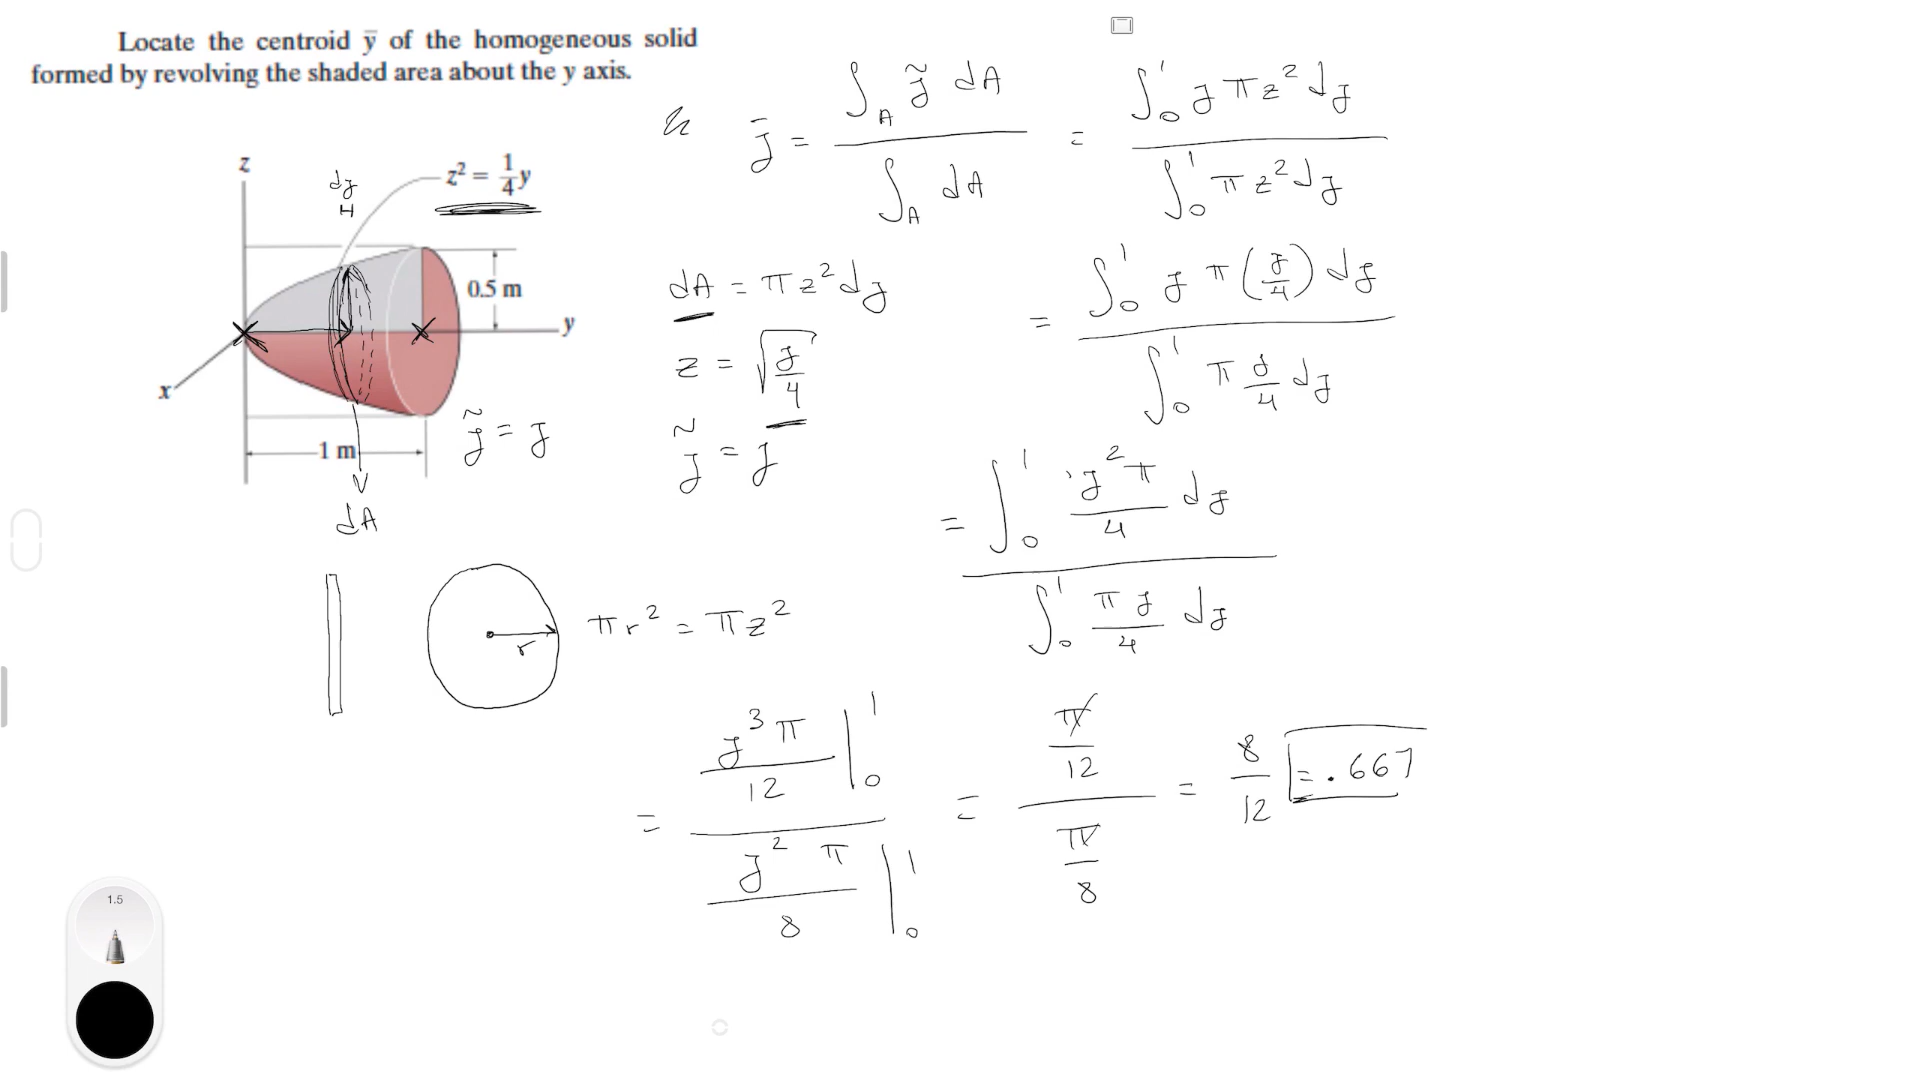 Locate the centroid ȳ of the homogeneous solid
formed by revolving the shaded area about the y axis.
z
dy
z² = 1/4 y
0.5 m
y
x
1 m
ỹ = y
dA
πr² = πz²
r
ȳ = ∫_A ỹ dA / ∫_A dA = ∫₀¹ y πz² dy / ∫₀¹ πz² dy
dA = πz² dy
z = √(y/4)
ỹ = y
= ∫₀¹ y π (y/4) dy / ∫₀¹ π y/4 dy
= ∫₀¹ y²π/4 dy / ∫₀¹ πy/4 dy
= y³π/12 |₀¹ / y²π/8 |₀¹ = π/12 / π/8 = 8/12 = .667
1.5